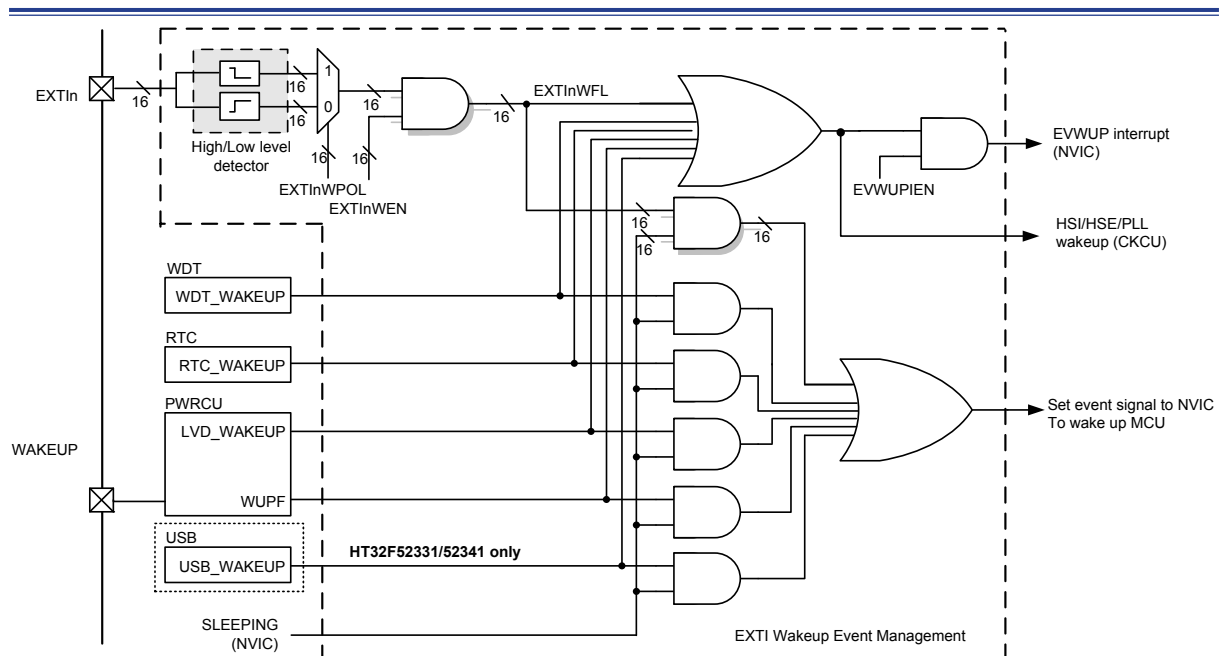 EXTIn
16
16
16
1
0
High/Low level
detector
16
EXTInWPOL
16
16
EXTInWEN
16
EXTInWFL
EVWUPIEN
EVWUP interrupt
(NVIC)
16
16
16
HSI/HSE/PLL
wakeup (CKCU)
WDT
WDT_WAKEUP
RTC
RTC_WAKEUP
PWRCU
LVD_WAKEUP
WAKEUP
WUPF
Set event signal to NVIC
To wake up MCU
USB
USB_WAKEUP
HT32F52331/52341 only
SLEEPING
(NVIC)
EXTI Wakeup Event Management